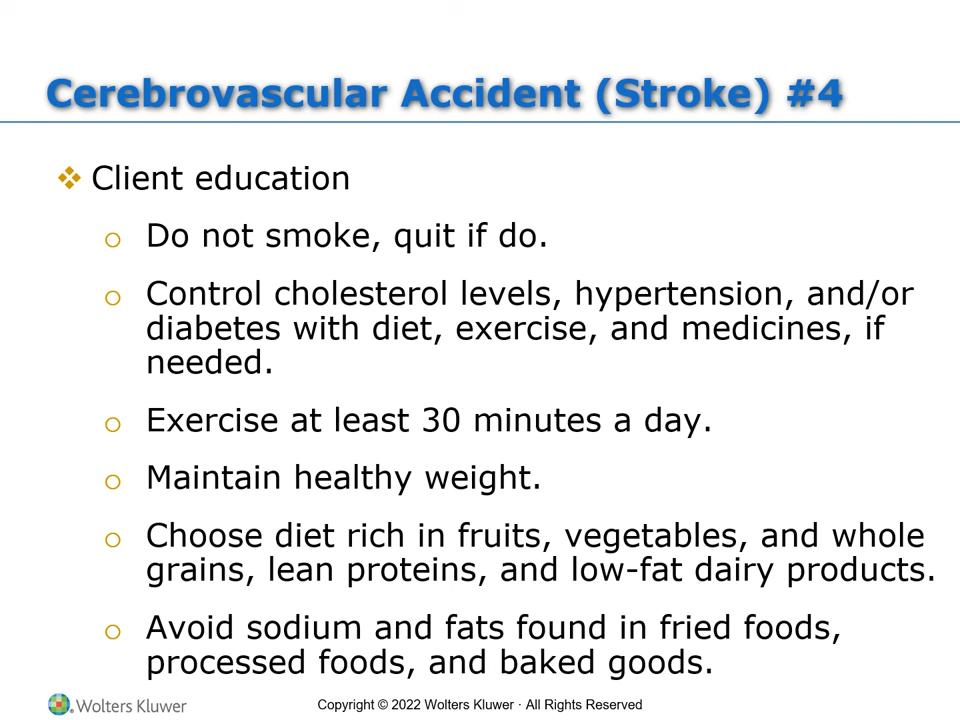 Cerebrovascular Accident (Stroke) #4
❖ Client education
o Do not smoke, quit if do.
o Control cholesterol levels, hypertension, and/or
diabetes with diet, exercise, and medicines, if
needed.
o Exercise at least 30 minutes a day.
o Maintain healthy weight.
o Choose diet rich in fruits, vegetables, and whole
grains, lean proteins, and low-fat dairy products.
o Avoid sodium and fats found in fried foods,
processed foods, and baked goods.
Wolters Kluwer
Copyright © 2022 Wolters Kluwer · All Rights Reserved